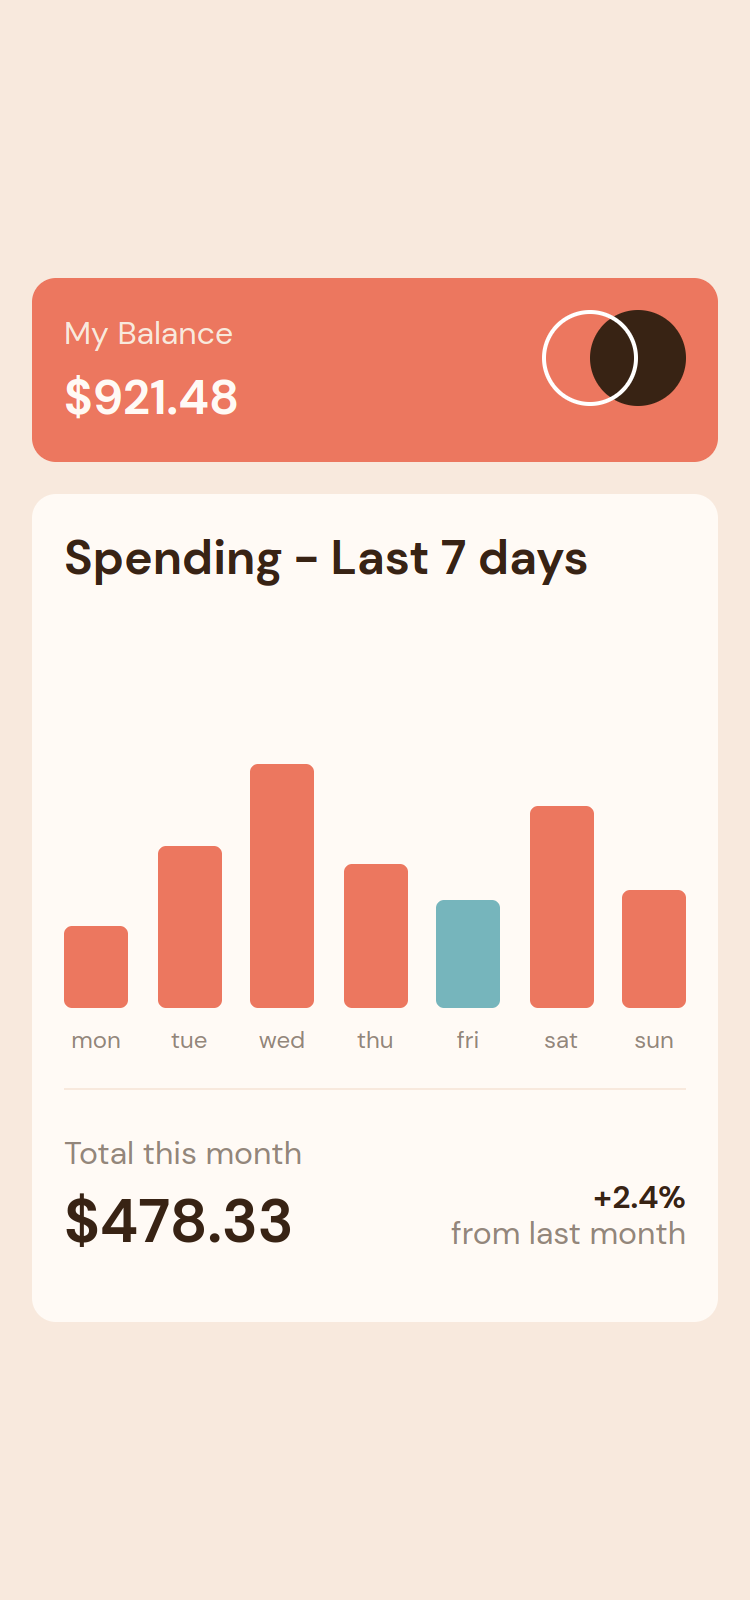 My Balance
$921.48
Spending - Last 7 days
mon tue wed thu fri sat sun
Total this month
$478.33
+2.4%
from last month